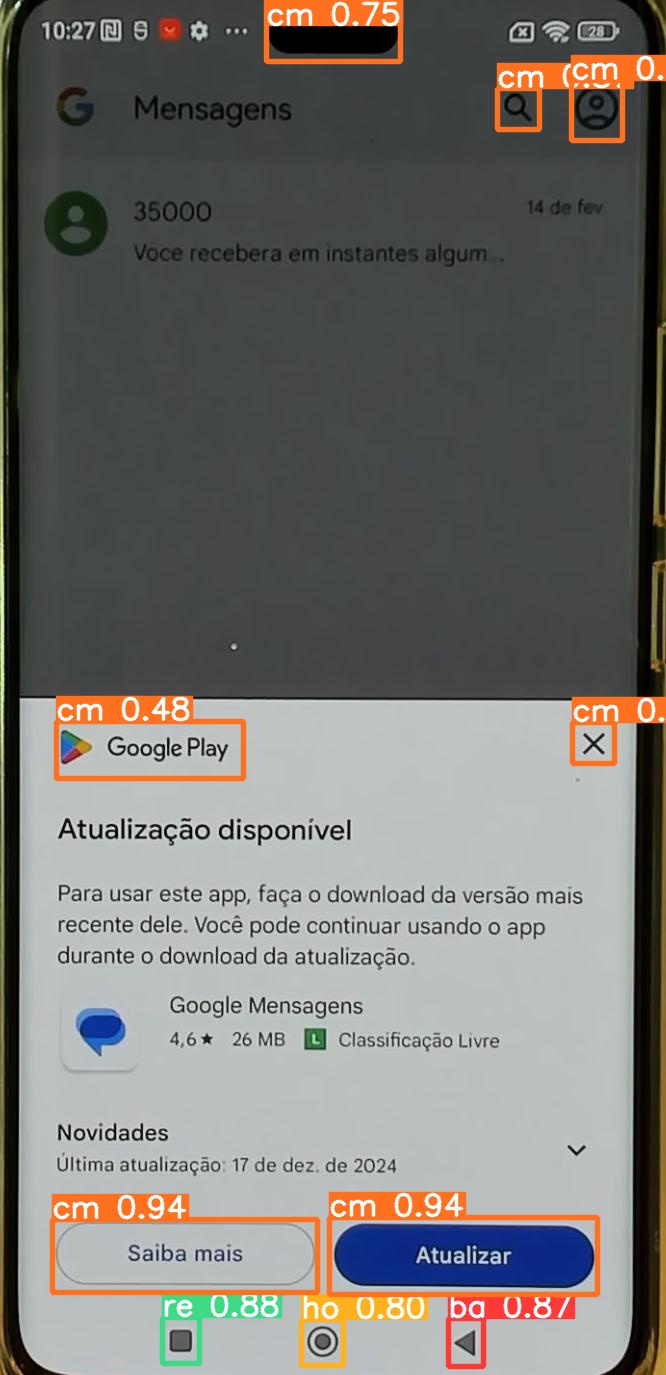 cm 0.75
10:27
28
cm
cm 0.
Mensagens
35000
14 de fev
Voce recebera em instantes algum...
cm 0.48
cm 0.
Google Play
Atualização disponível
Para usar este app, faça o download da versão mais
recente dele. Você pode continuar usando o app
durante o download da atualização.
Google Mensagens
4,6★ 26 MB L Classificação Livre
Novidades
Última atualização: 17 de dez. de 2024
cm 0.94
cm 0.94
Saiba mais
Atualizar
re 0.88
ho 0.80
ba 0.87